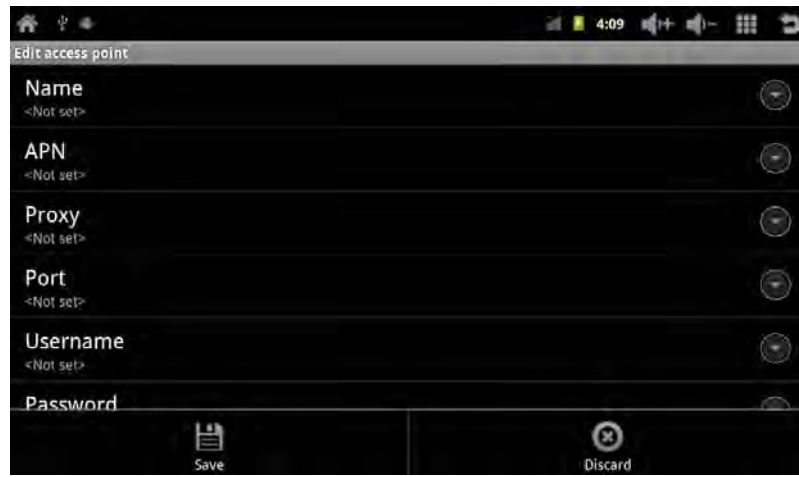 4:09
Edit access point
Name
<Not set>
APN
<Not set>
Proxy
<Not set>
Port
<Not set>
Username
<Not set>
Password
Save
Discard